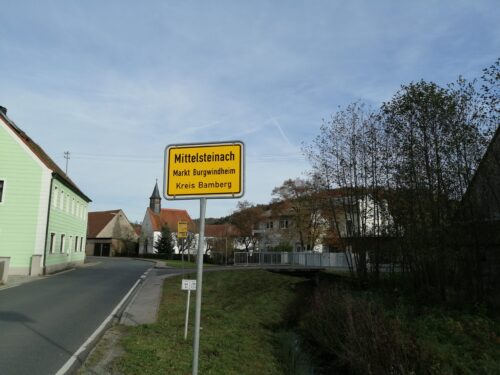 Mittelsteinach
Markt Burgwindheim
Kreis Bamberg